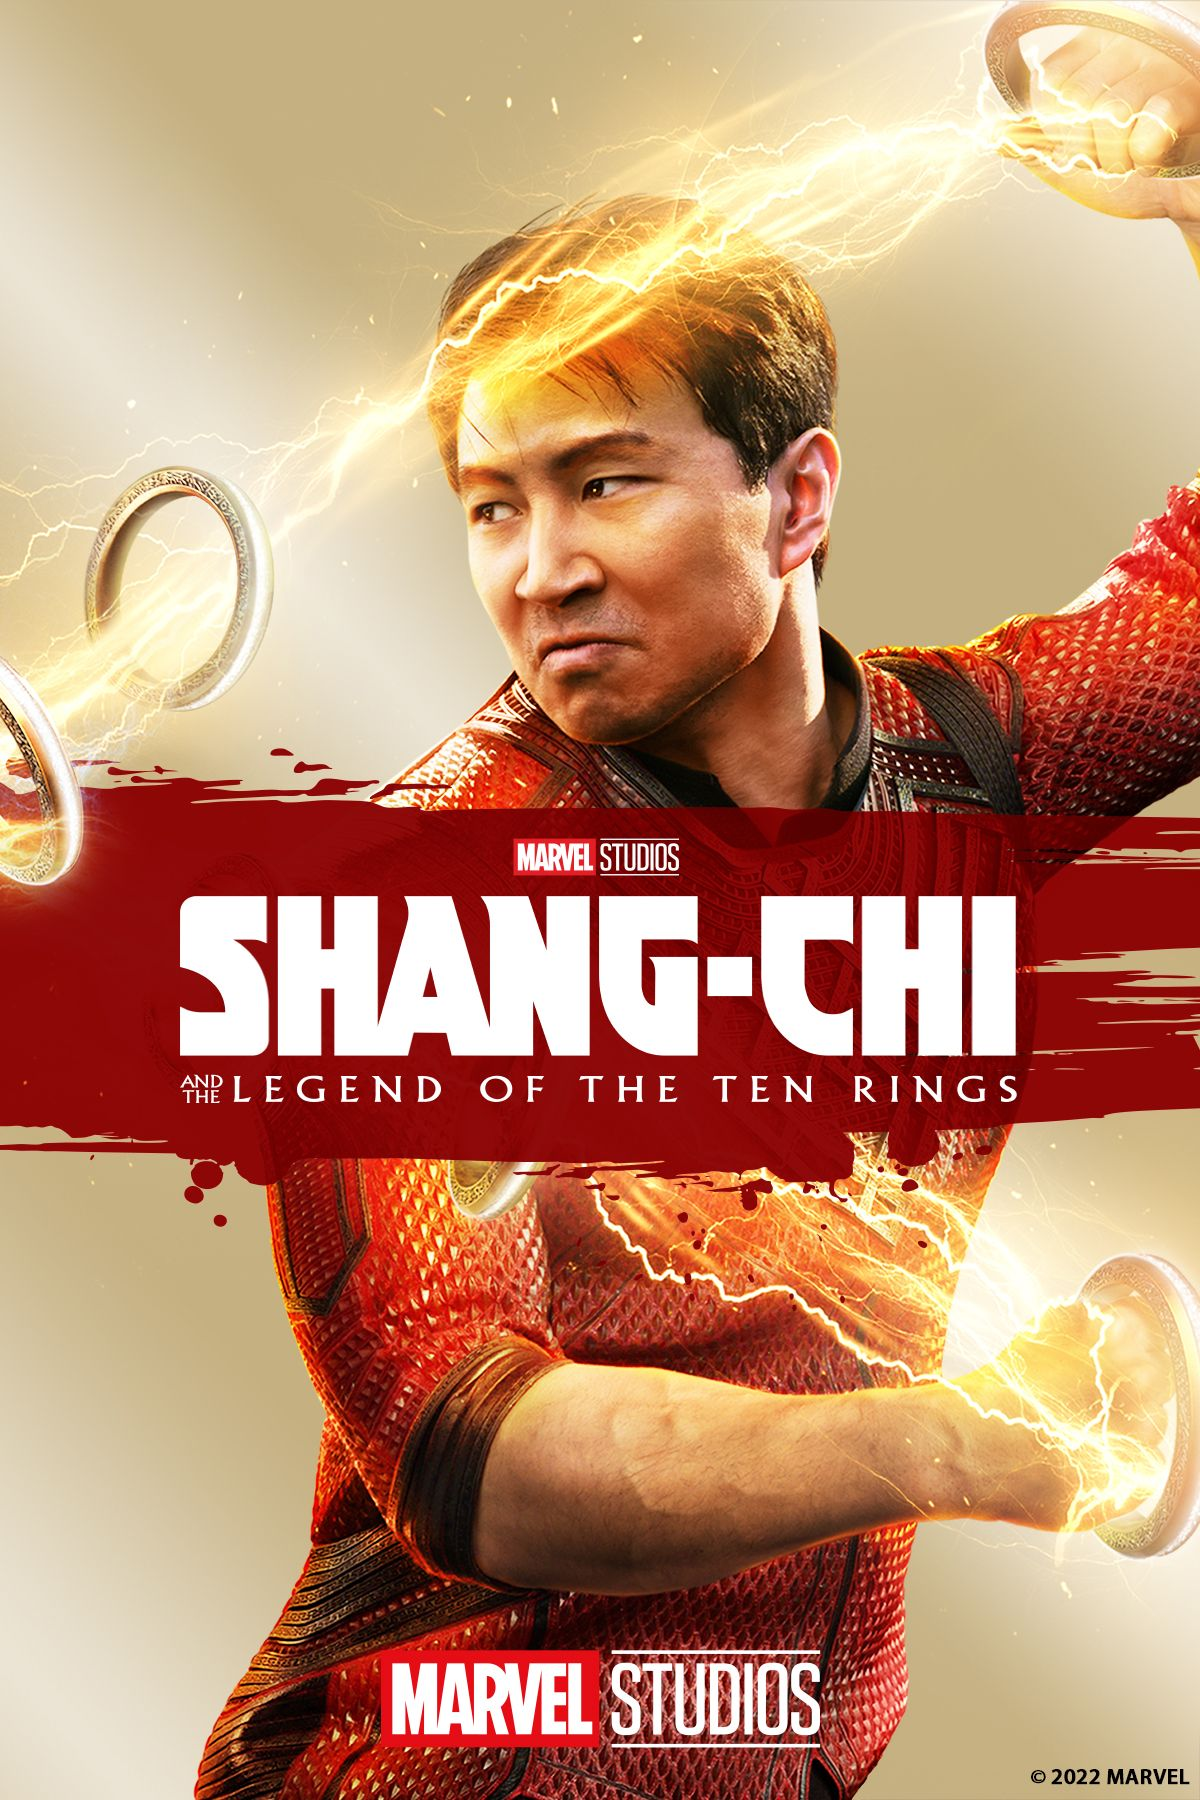 MARVEL STUDIOS
SHANG-CHI
AND THE LEGEND OF THE TEN RINGS
MARVEL STUDIOS
© 2022 MARVEL